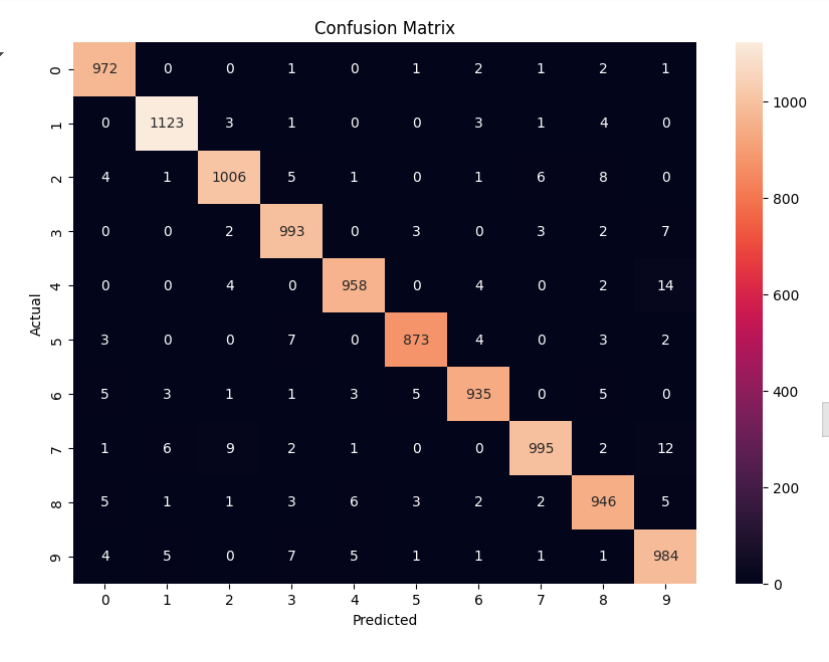 Confusion Matrix
0 972 0 0 1 0 1 2 1 2 1
1 0 1123 3 1 0 0 3 1 4 0
2 4 1 1006 5 1 0 1 6 8 0
3 0 0 2 993 0 3 0 3 2 7
4 0 0 4 0 958 0 4 0 2 14
5 3 0 0 7 0 873 4 0 3 2
6 5 3 1 1 3 5 935 0 5 0
7 1 6 9 2 1 0 0 995 2 12
8 5 1 1 3 6 3 2 2 946 5
9 4 5 0 7 5 1 1 1 1 984
0 1 2 3 4 5 6 7 8 9
Predicted
Actual
1000
800
600
400
200
0